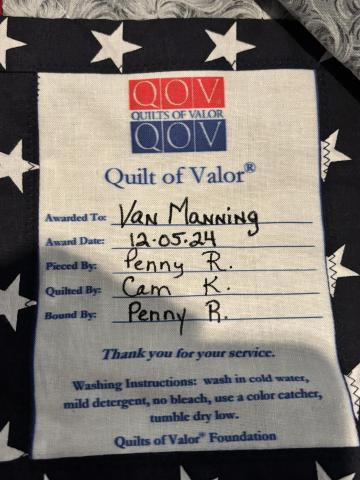 QOV
QUILTS OF VALOR
QOV
Quilt of Valor®
Awarded To: Van Manning
Award Date: 12.05.24
Pieced By: Penny R.
Quilted By: Cam K.
Bound By: Penny R.
Thank you for your service.
Washing Instructions: wash in cold water,
mild detergent, no bleach, use a color catcher,
tumble dry low.
Quilts of Valor® Foundation